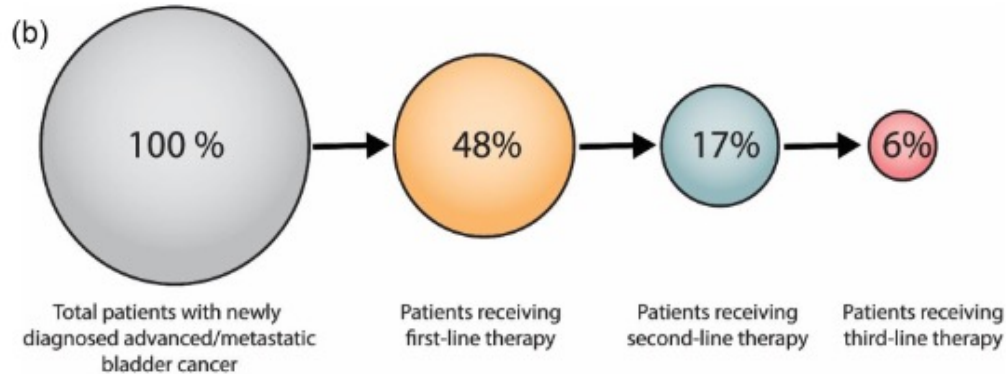 (b)
100 %
48%
17%
6%
Total patients with newly
diagnosed advanced/metastatic
bladder cancer
Patients receiving
first-line therapy
Patients receiving
second-line therapy
Patients receiving
third-line therapy